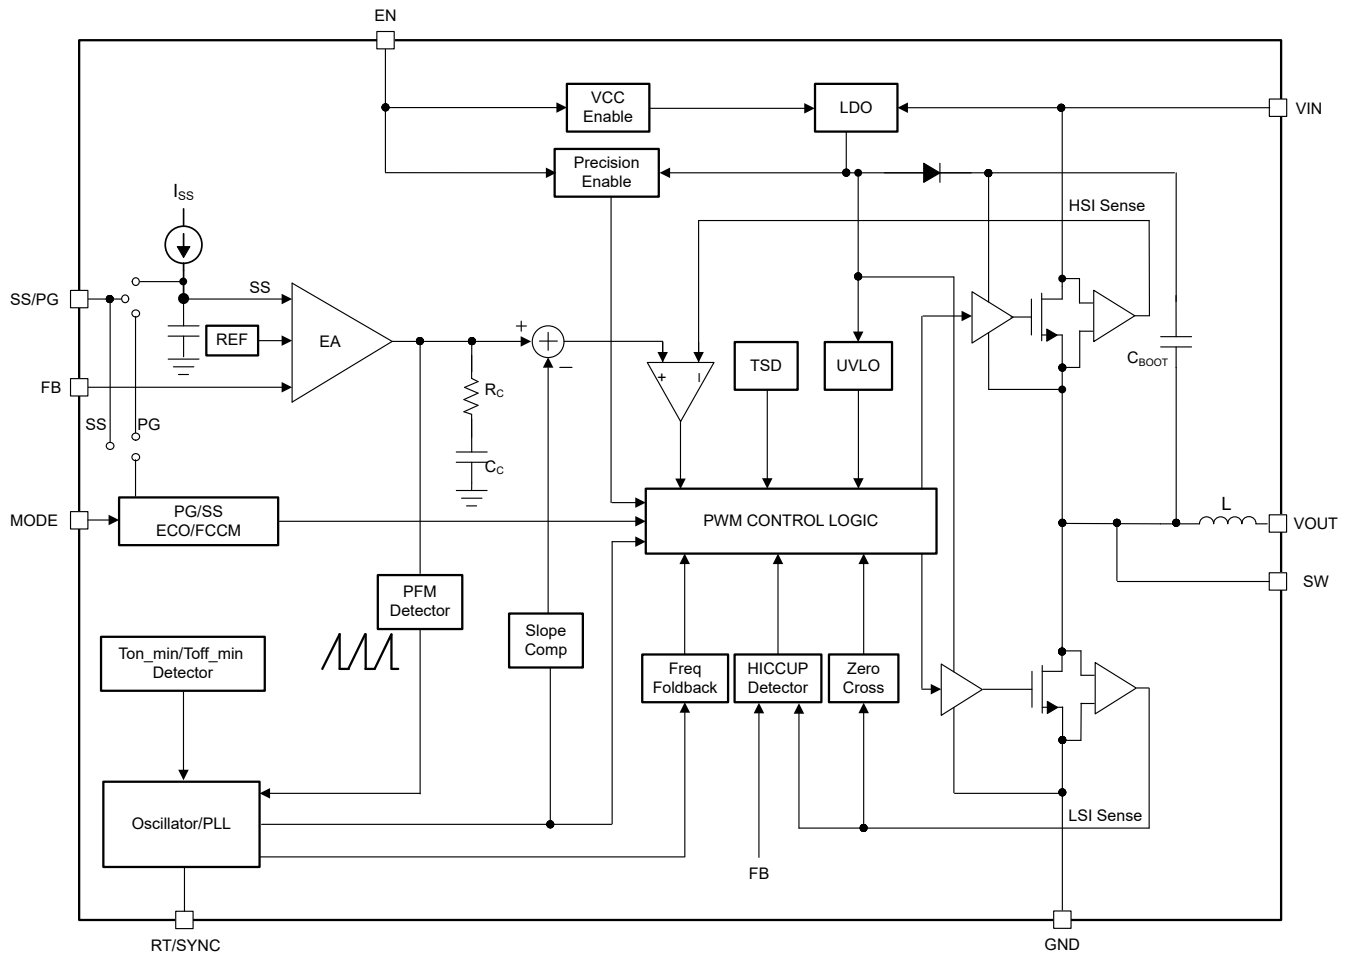 EN
VCC
Enable
LDO
VIN
Precision
Enable
ISS
HSI Sense
SS/PG
SS
REF
EA
+
−
+
−
TSD
UVLO
CBOOT
FB
RC
SS
PG
CC
MODE
PG/SS
ECO/FCCM
PWM CONTROL LOGIC
L
VOUT
SW
PFM
Detector
Slope
Comp
Ton_min/Toff_min
Detector
Freq
Foldback
HICCUP
Detector
Zero
Cross
Oscillator/PLL
LSI Sense
FB
RT/SYNC
GND